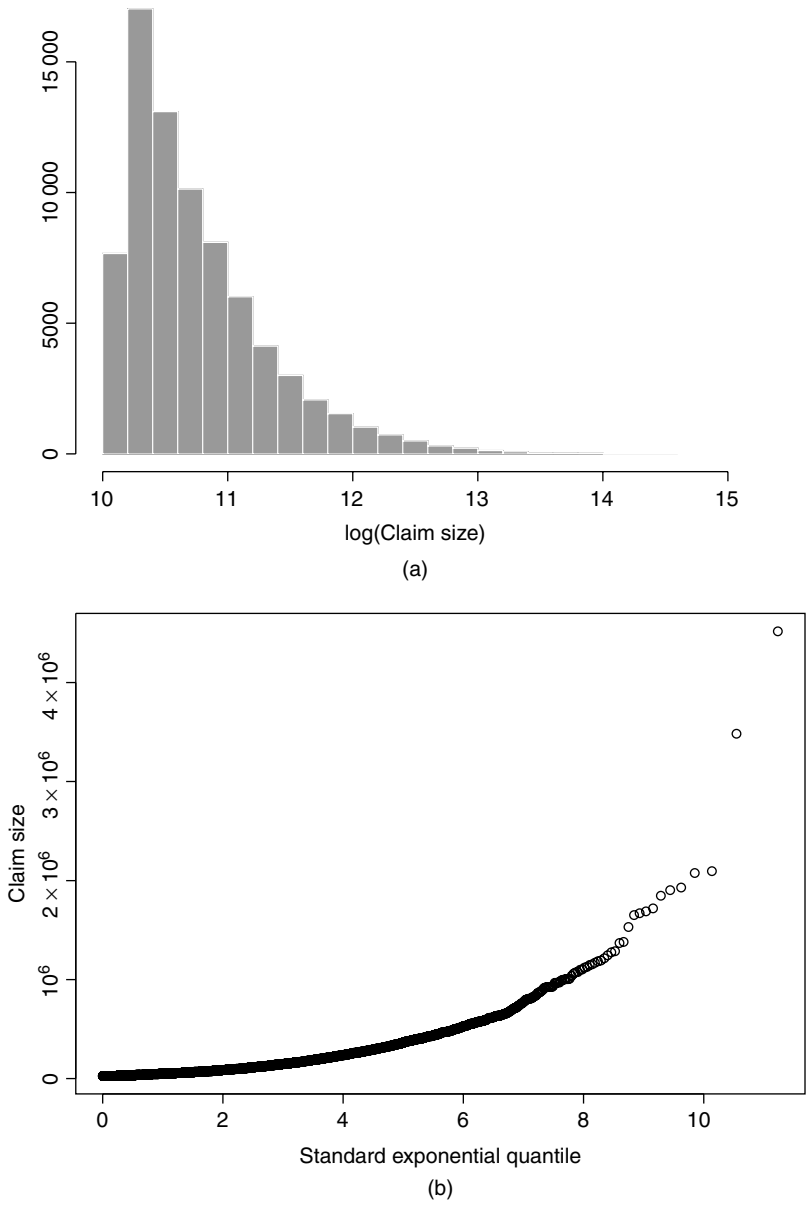 15 000
10 000
5000
0
10 11 12 13 14 15
log(Claim size)
(a)
4 × 10⁶
3 × 10⁶
2 × 10⁶
10⁶
0
Claim size
0 2 4 6 8 10
Standard exponential quantile
(b)